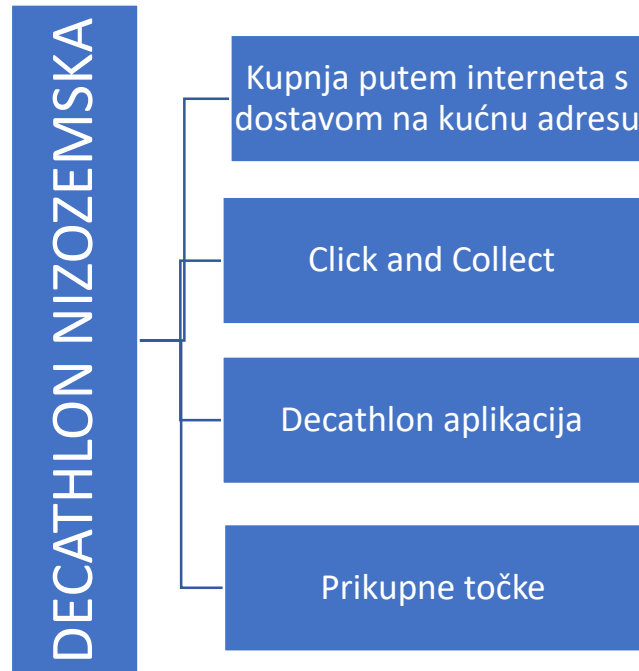 DECATHLON NIZOZEMSKA
Kupnja putem interneta s
dostavom na kućnu adresu
Click and Collect
Decathlon aplikacija
Prikupne točke